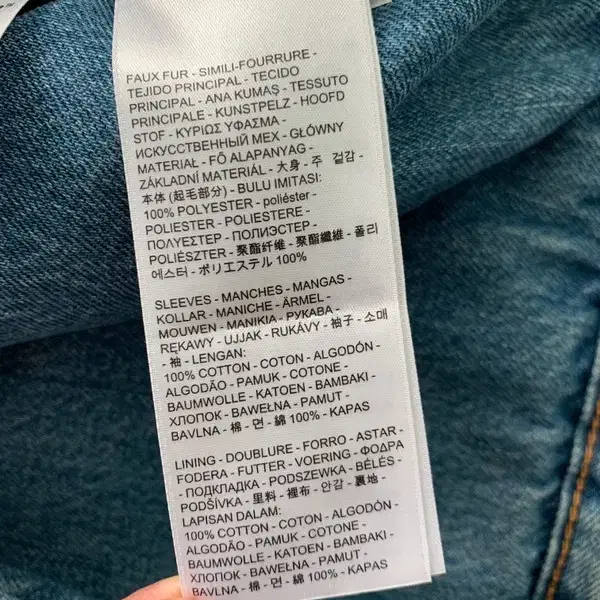 FAUX FUR - SIMILI-FOURRURE -
TEJIDO PRINCIPAL - TECIDO
PRINCIPAL - ANA KUMAŞ - TESSUTO
PRINCIPALE - KUNSTPELZ - HOOFD
STOF - ΚΥΡΙΩΣ ΥΦΑΣΜΑ -
ИСКУССТВЕННЫЙ МЕХ - GŁÓWNY
MATERIAŁ - FŐ ALAPANYAG -
ZÁKLADNÍ MATERIÁL - 大身 - 주 겉감 -
本体 (起毛部分) - BULU IMITASI:
100% POLYESTER - poliéster -
POLIESTER - POLIESTERE -
ΠΟΛΥΕΣΤΕΡ - ПОЛИЭСТЕР -
POLIÉSZTER - 聚酯纤维 - 聚酯纖維 - 폴리
에스터 - ポリエステル 100%
SLEEVES - MANCHES - MANGAS -
KOLLAR - MANICHE - ÄRMEL -
MOUWEN - MANIKIA - РУКАВА -
RĘKAWY - UJJAK - RUKÁVY - 袖子 - 소매
- 袖 - LENGAN:
100% COTTON - COTON - ALGODÓN -
ALGODÃO - PAMUK - COTONE -
BAUMWOLLE - KATOEN - BAMBAKI -
ХЛОПОК - BAWEŁNA - PAMUT -
BAVLNA - 棉 - 면 - 綿 100% - KAPAS
LINING - DOUBLURE - FORRO - ASTAR -
FODERA - FUTTER - VOERING - ΦΟΔΡΑ
- ПОДКЛАДКА - PODSZEWKA - BÉLÉS -
PODŠÍVKA - 里料 - 裡布 - 안감 - 裏地 -
LAPISAN DALAM:
100% COTTON - COTON - ALGODÓN -
ALGODÃO - PAMUK - COTONE -
BAUMWOLLE - KATOEN - BAMBAKI -
ХЛОПОК - BAWEŁNA - PAMUT -
BAVLNA - 棉 - 면 - 綿 100% - KAPAS